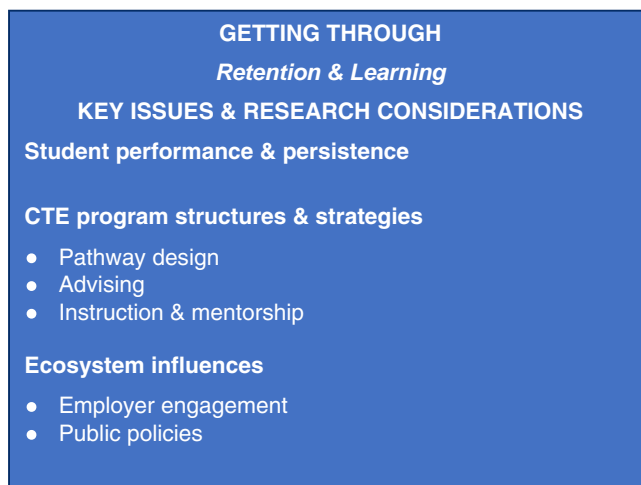 GETTING THROUGH
Retention & Learning
KEY ISSUES & RESEARCH CONSIDERATIONS
Student performance & persistence
CTE program structures & strategies
● Pathway design
● Advising
● Instruction & mentorship
Ecosystem influences
● Employer engagement
● Public policies